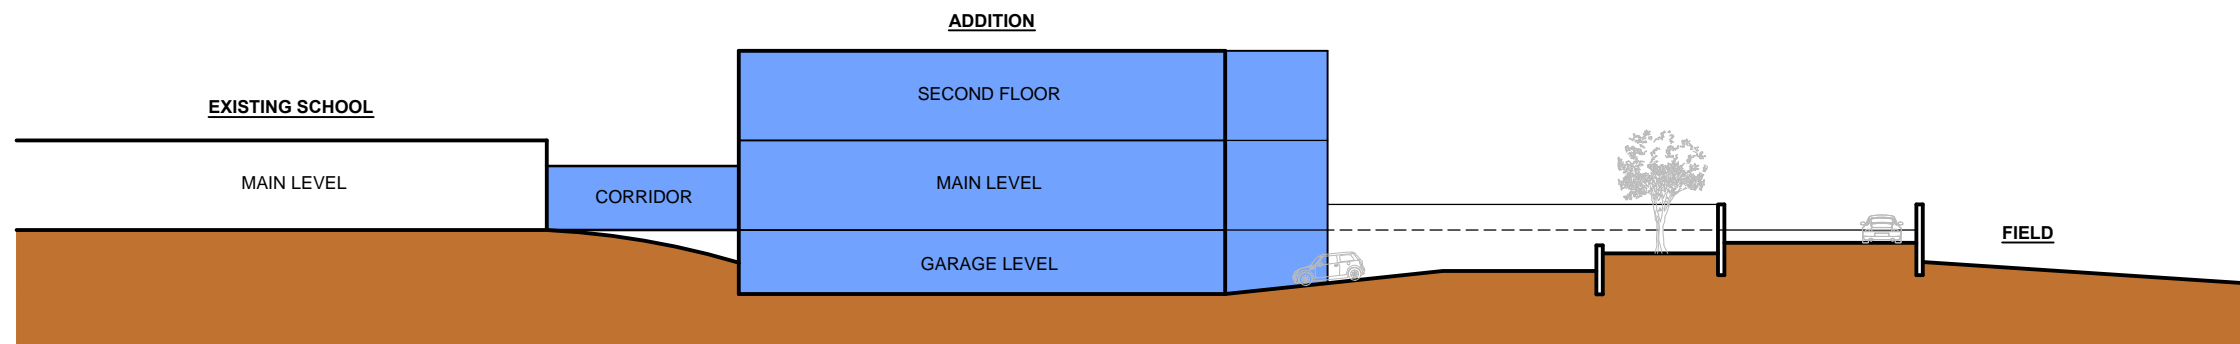 ADDITION
SECOND FLOOR
EXISTING SCHOOL
MAIN LEVEL
MAIN LEVEL
CORRIDOR
FIELD
GARAGE LEVEL